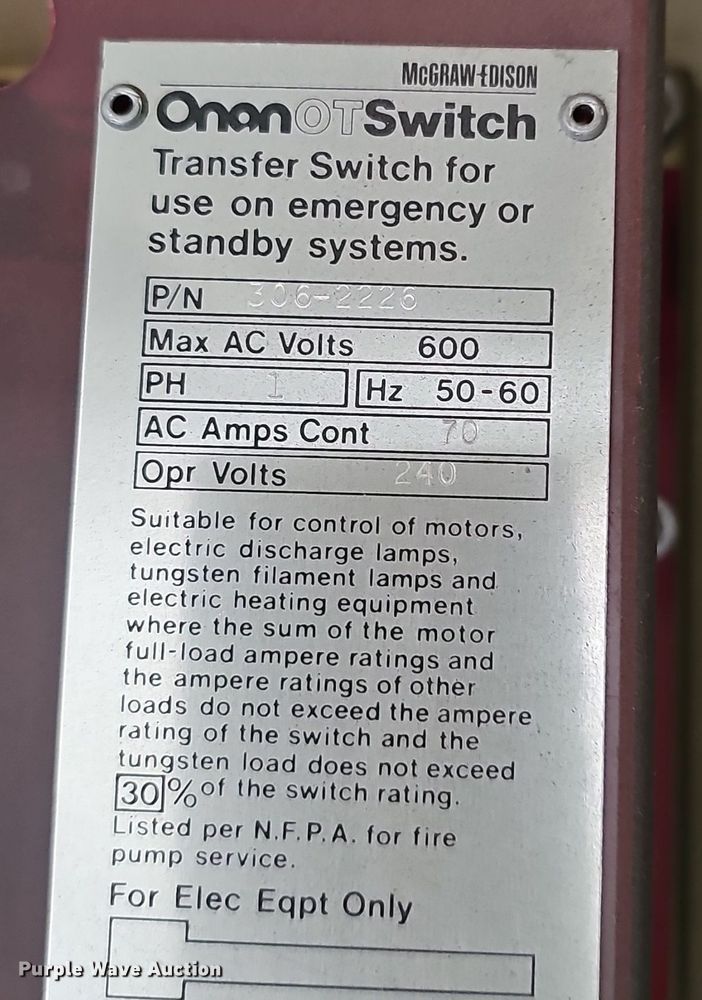 McGRAW-EDISON
Onan OT Switch
Transfer Switch for
use on emergency or
standby systems.
P/N 306-2226
Max AC Volts 600
PH 1 Hz 50-60
AC Amps Cont 70
Opr Volts 240
Suitable for control of motors,
electric discharge lamps,
tungsten filament lamps and
electric heating equipment
where the sum of the motor
full-load ampere ratings and
the ampere ratings of other
loads do not exceed the ampere
rating of the switch and the
tungsten load does not exceed
30% of the switch rating.
Listed per N.F.P.A. for fire
pump service.
For Elec Eqpt Only
Purple Wave Auction